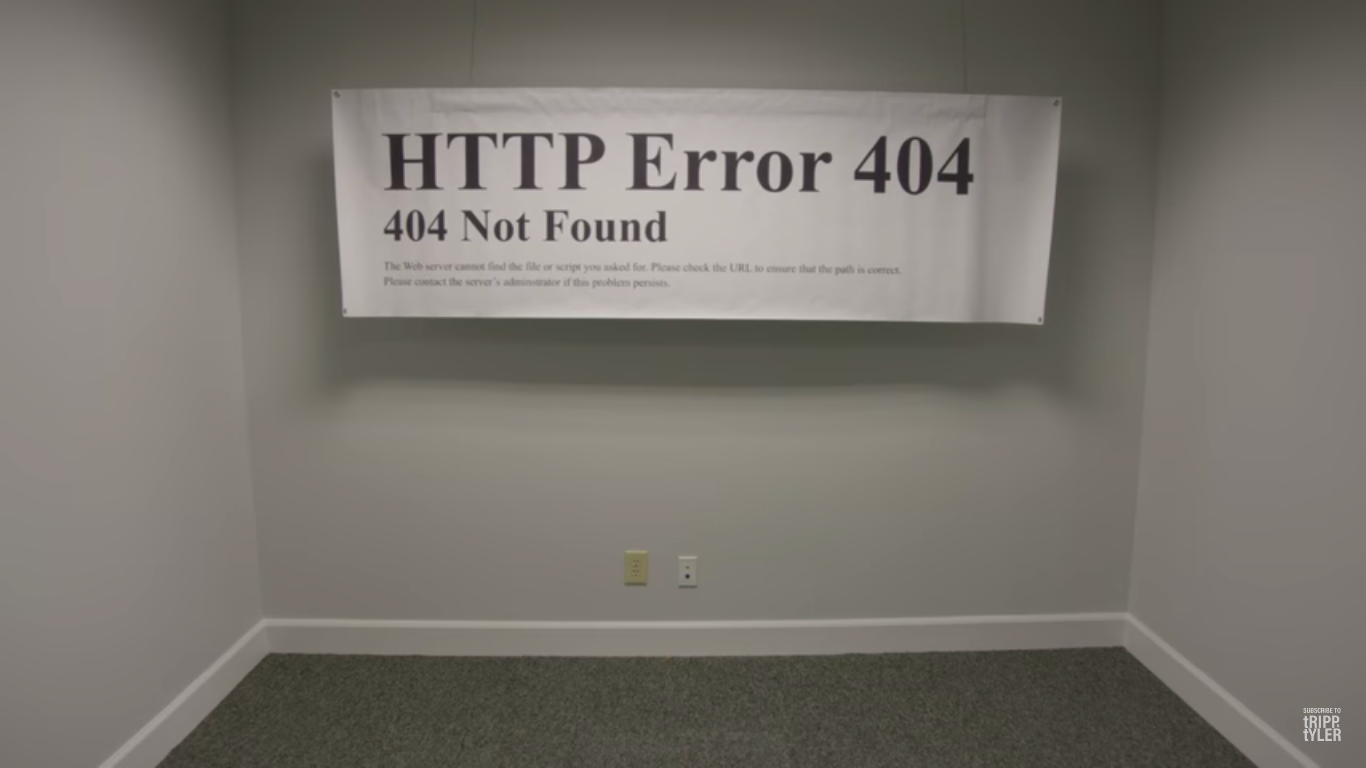 HTTP Error 404
404 Not Found
The Web server cannot find the file or script you asked for. Please check the URL to ensure that the path is correct.
Please contact the server's adminstrator if this problem persists.
SUBSCRIBE TO
tRIPP
tYLER